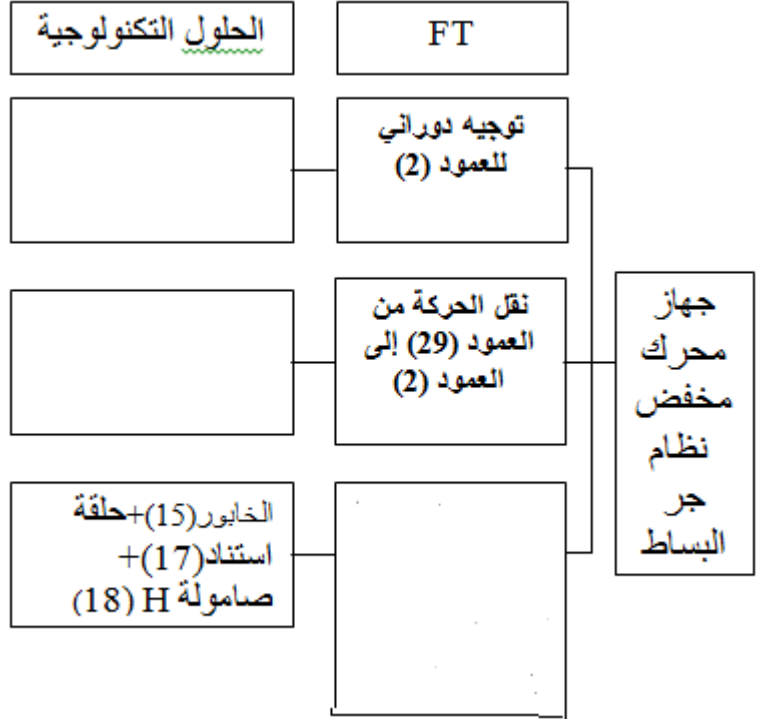 FT
الحلول التكنولوجية
توجيه دوراني
للعمود (2)
نقل الحركة من
العمود (29) إلى
العمود (2)
الخابور(15)+حلقة
استناد(17)+
صامولة H (18)
جهاز
محرك
مخفض
نظام
جر
البساط